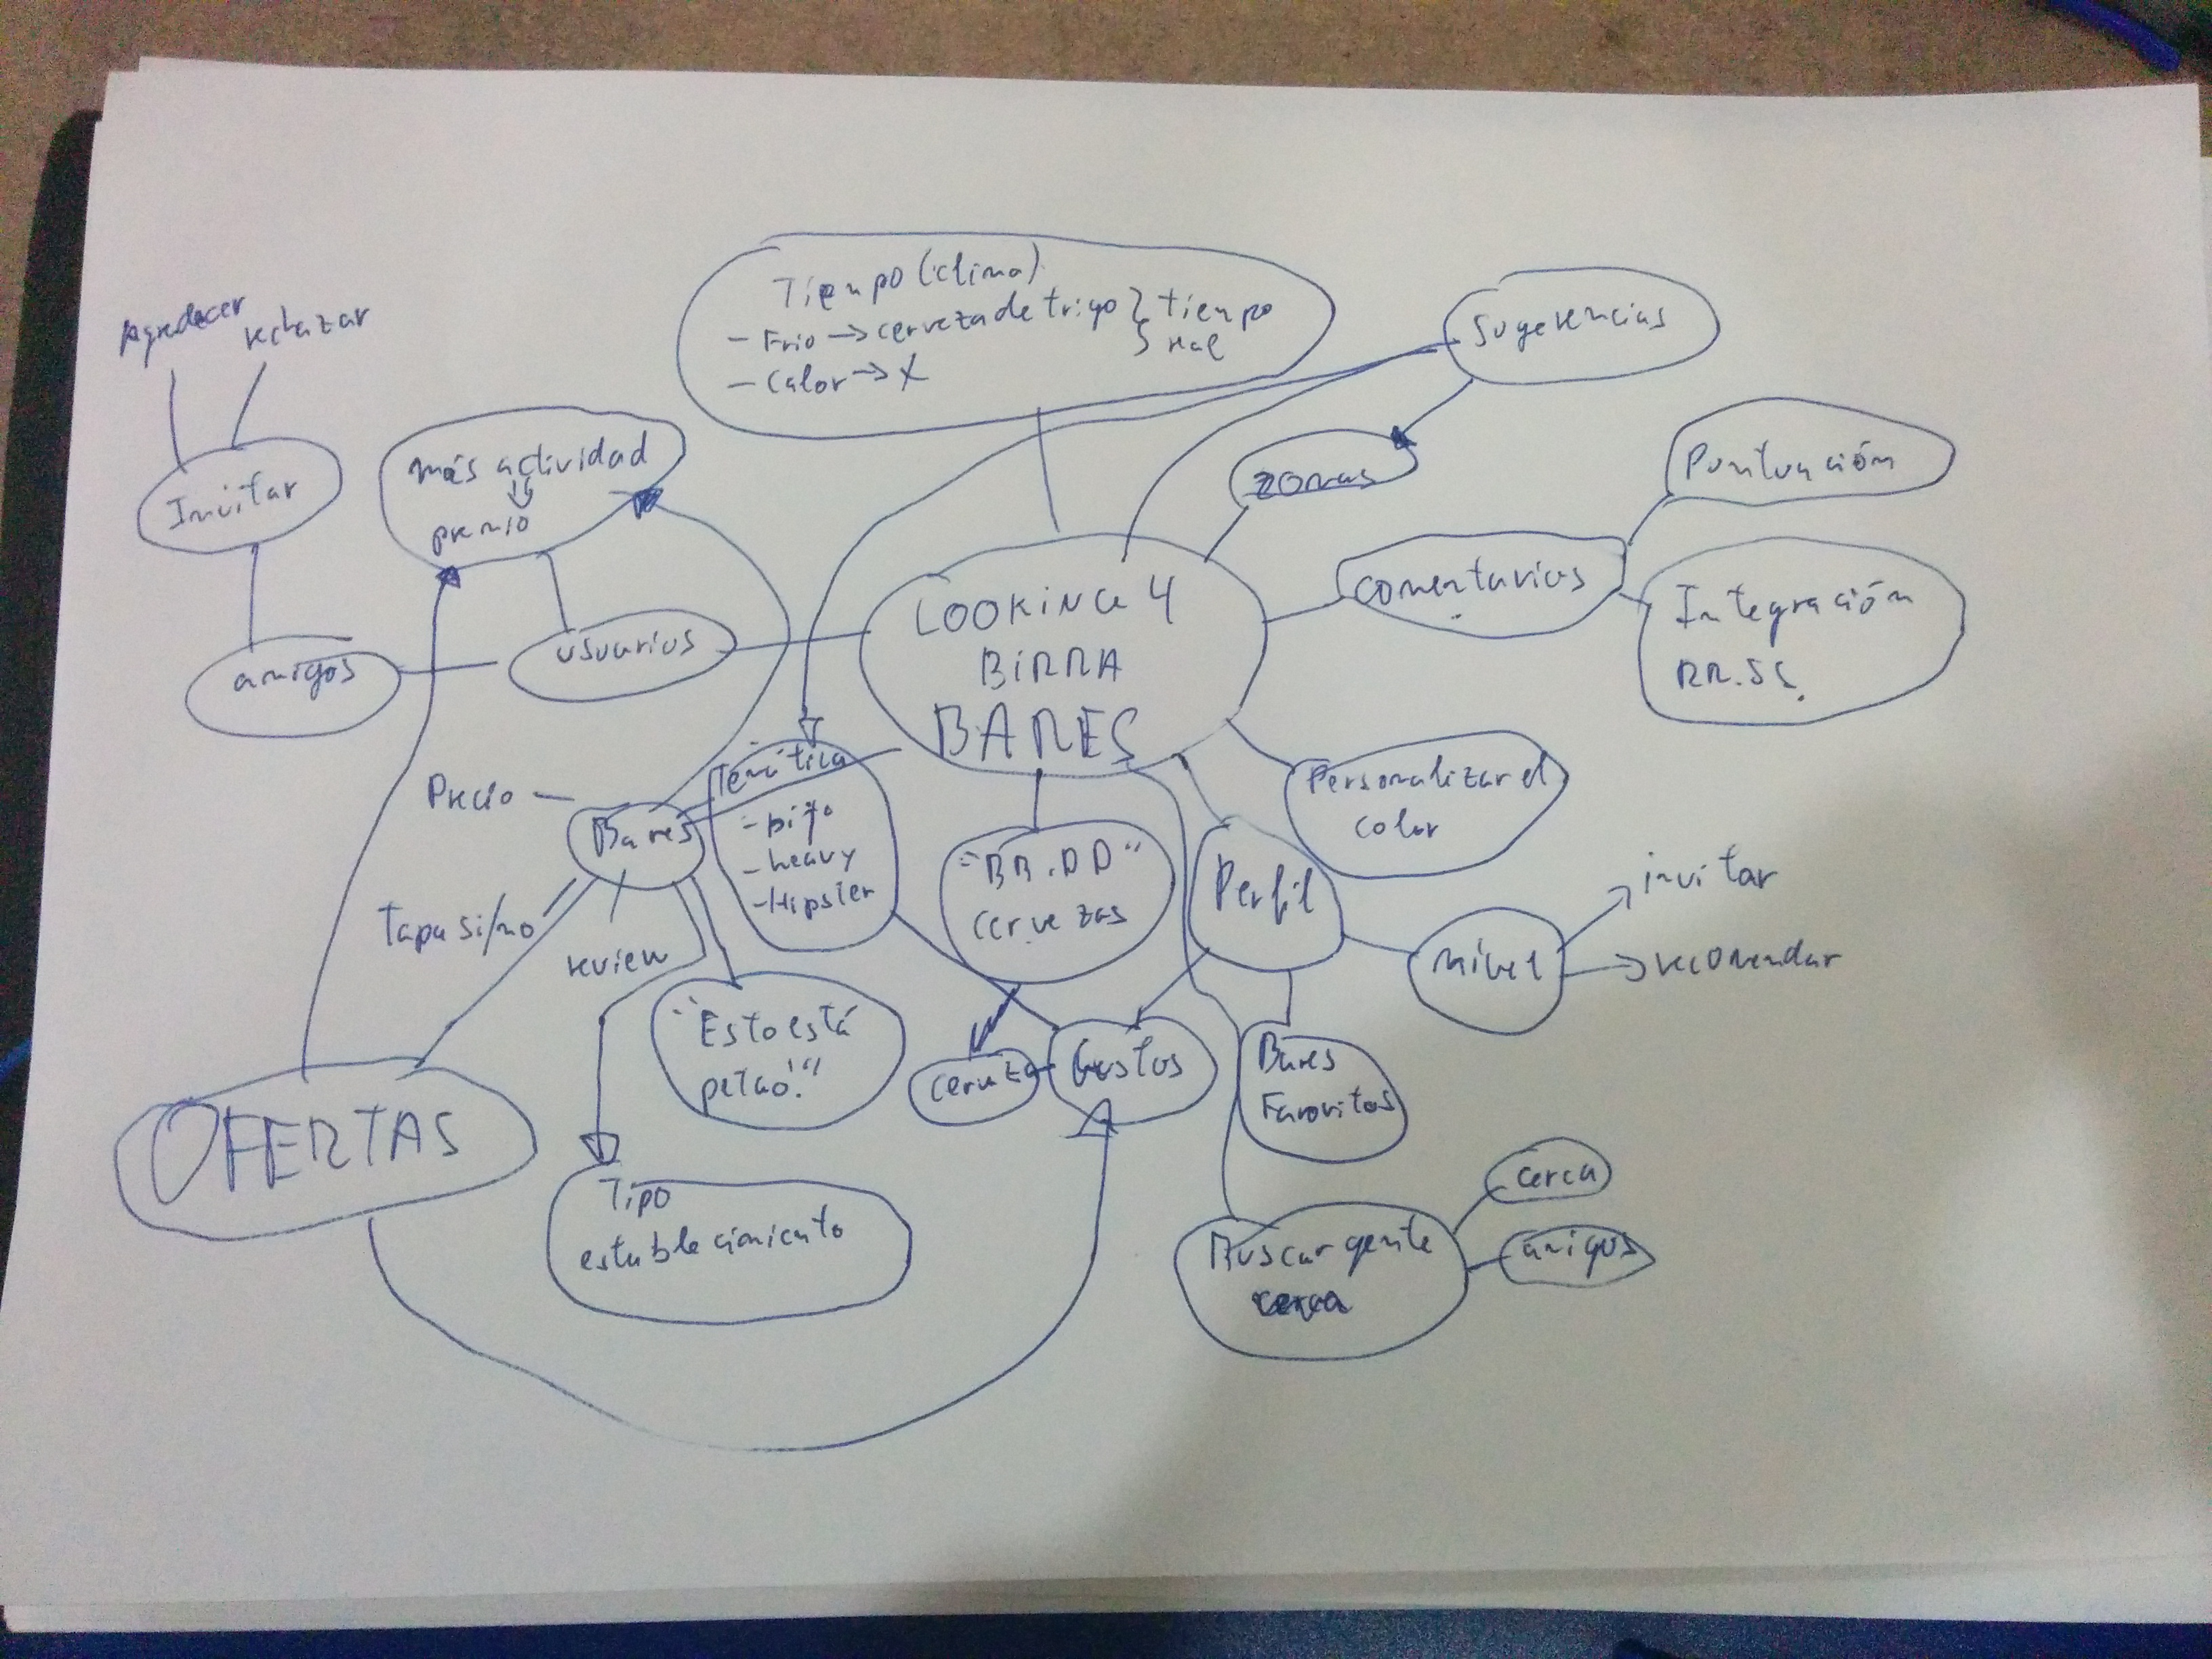 Tiempo (clima)
- Frio → cerveza de trigo } tiempo
real
- Calor → X
Sugerencias
Agradecer
rechazar
Invitar
más actividad
⇓
premio
zonas
Puntuación
comentarios
Integración
RR.SS.
LOOKING 4
BIRRA
BARES
usuarios
amigos
Precio
Bares
Tapa si/no
review
Temática
- pijo
- heavy
- Hipster
"BB.DD"
cervezas
Personalizar el
color
Perfil
nivel
invitar
recomendar
"Esto está
petao!"
cerveza
Gustos
Bares
Favoritos
OFERTAS
Tipo
establecimiento
Buscar gente
cerca
cerca
amigos